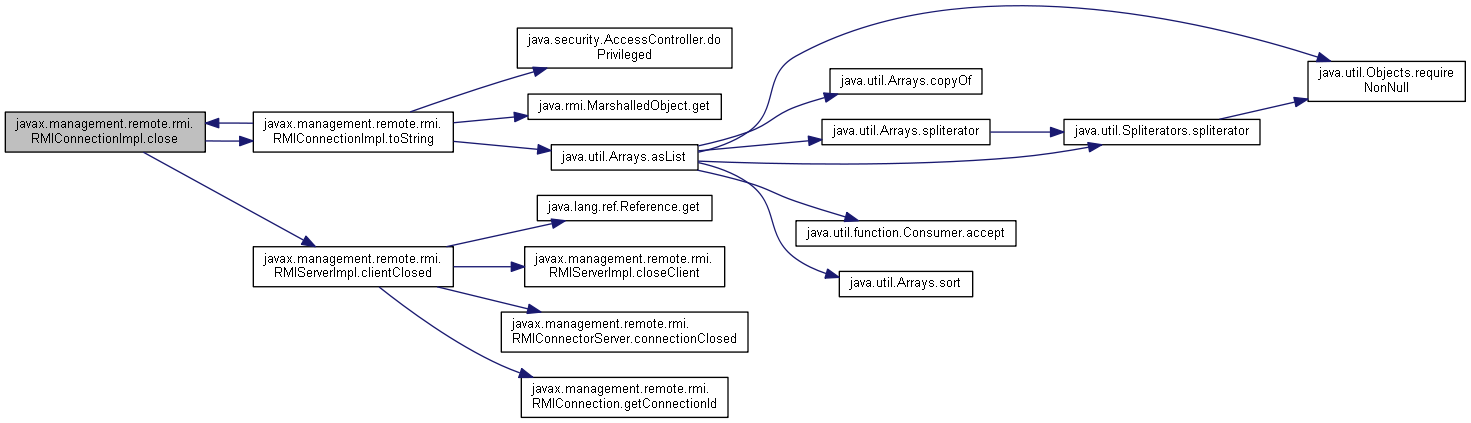 javax.management.remote.rmi.
RMIConnectionImpl.close
javax.management.remote.rmi.
RMIConnectionImpl.toString
java.security.AccessController.do
Privileged
java.rmi.MarshalledObject.get
java.util.Arrays.asList
java.util.Arrays.copyOf
java.util.Arrays.spliterator
java.util.Spliterators.spliterator
java.util.Objects.require
NonNull
java.util.function.Consumer.accept
java.util.Arrays.sort
javax.management.remote.rmi.
RMIServerImpl.clientClosed
java.lang.ref.Reference.get
javax.management.remote.rmi.
RMIServerImpl.closeClient
javax.management.remote.rmi.
RMIConnectorServer.connectionClosed
javax.management.remote.rmi.
RMIConnection.getConnectionId